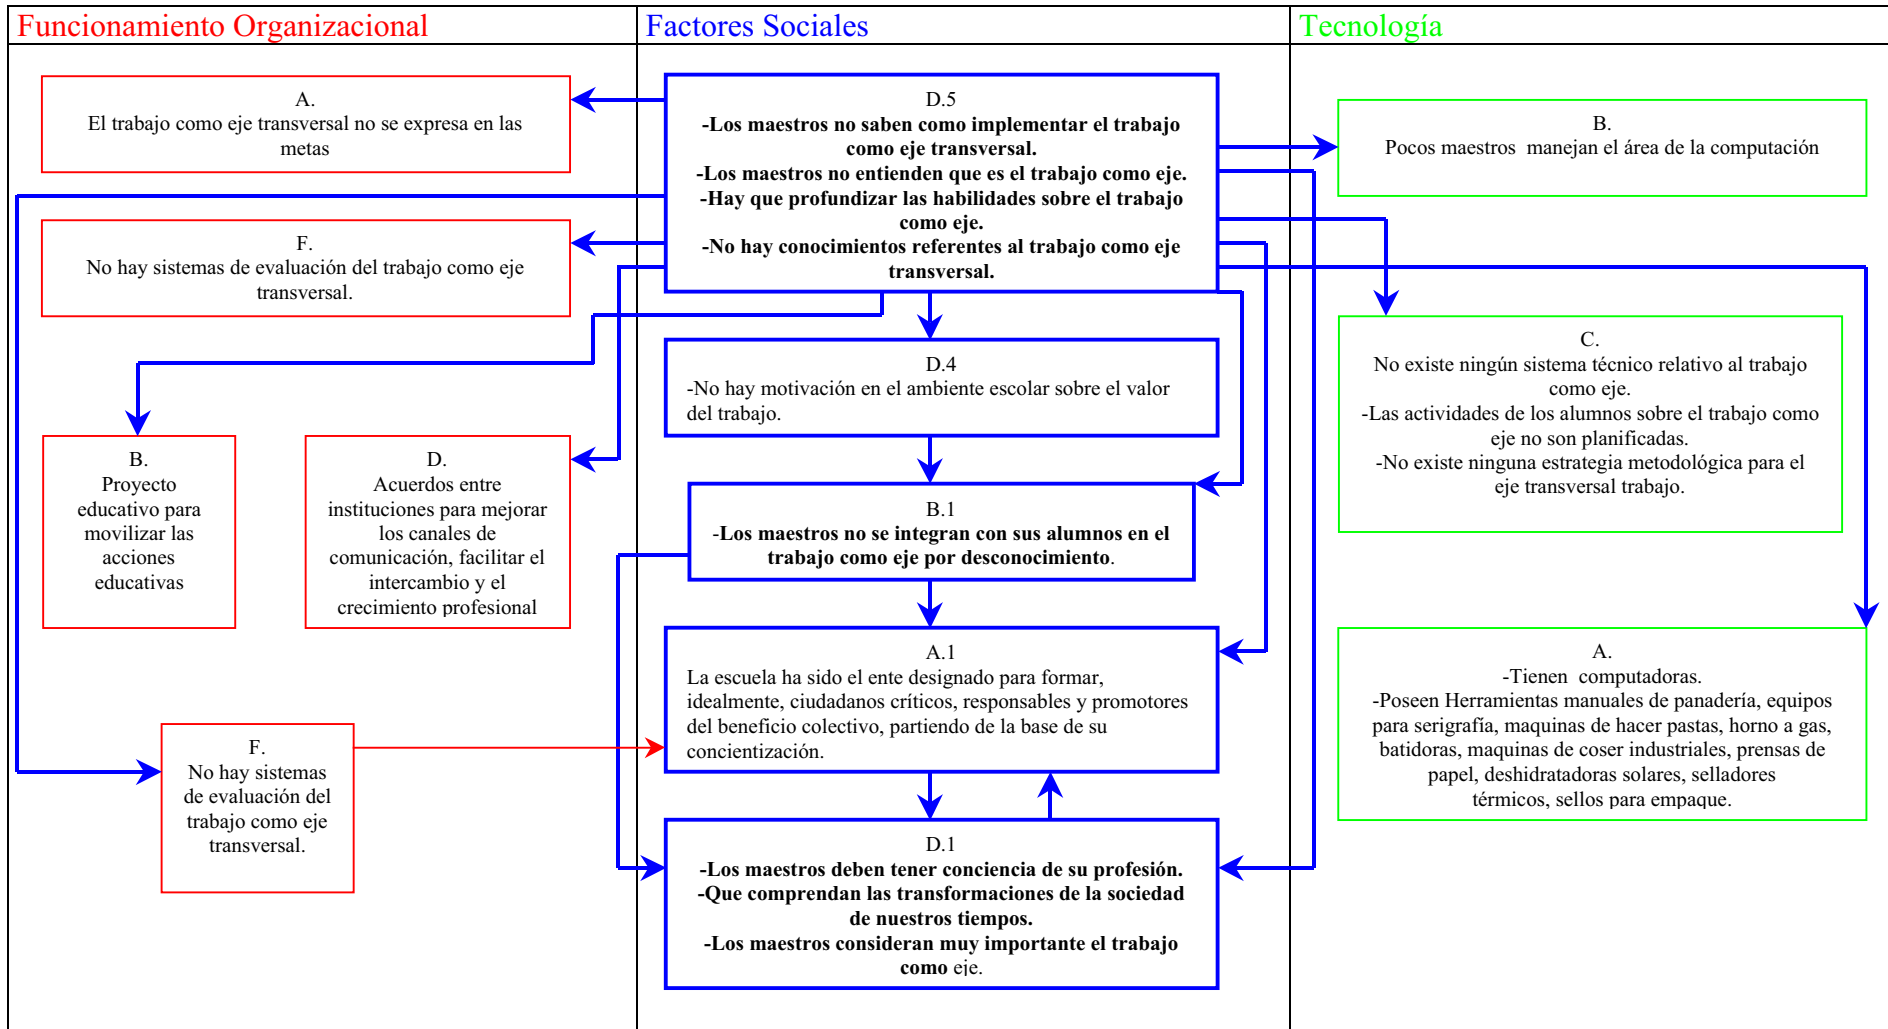 Funcionamiento Organizacional
Factores Sociales
Tecnología
A.
El trabajo como eje transversal no se expresa en las
metas
F.
No hay sistemas de evaluación del trabajo como eje
transversal.
B.
Proyecto
educativo para
movilizar las
acciones
educativas
D.
Acuerdos entre
instituciones para mejorar
los canales de
comunicación, facilitar el
intercambio y el
crecimiento profesional
F.
No hay sistemas
de evaluación del
trabajo como eje
transversal.
D.5
-Los maestros no saben como implementar el trabajo
como eje transversal.
-Los maestros no entienden que es el trabajo como eje.
-Hay que profundizar las habilidades sobre el trabajo
como eje.
-No hay conocimientos referentes al trabajo como eje
transversal.
D.4
-No hay motivación en el ambiente escolar sobre el valor
del trabajo.
B.1
-Los maestros no se integran con sus alumnos en el
trabajo como eje por desconocimiento.
A.1
La escuela ha sido el ente designado para formar,
idealmente, ciudadanos críticos, responsables y promotores
del beneficio colectivo, partiendo de la base de su
concientización.
D.1
-Los maestros deben tener conciencia de su profesión.
-Que comprendan las transformaciones de la sociedad
de nuestros tiempos.
-Los maestros consideran muy importante el trabajo
como eje.
B.
Pocos maestros  manejan el área de la computación
C.
No existe ningún sistema técnico relativo al trabajo
como eje.
-Las actividades de los alumnos sobre el trabajo como
eje no son planificadas.
-No existe ninguna estrategia metodológica para el
eje transversal trabajo.
A.
-Tienen  computadoras.
-Poseen Herramientas manuales de panadería, equipos
para serigrafía, maquinas de hacer pastas, horno a gas,
batidoras, maquinas de coser industriales, prensas de
papel, deshidratadoras solares, selladores
térmicos, sellos para empaque.